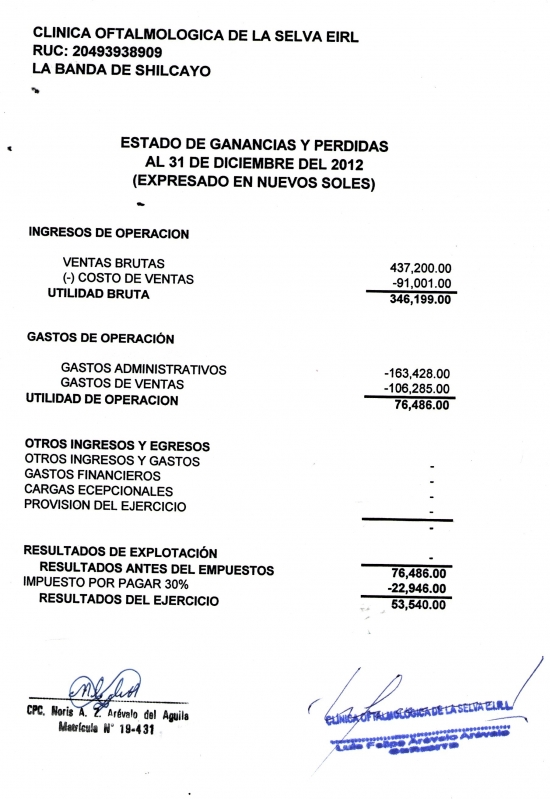 CLINICA OFTALMOLOGICA DE LA SELVA EIRL
RUC: 20493938909
LA BANDA DE SHILCAYO
ESTADO DE GANANCIAS Y PERDIDAS
AL 31 DE DICIEMBRE DEL 2012
(EXPRESADO EN NUEVOS SOLES)
INGRESOS DE OPERACION
VENTAS BRUTAS 437,200.00
(-) COSTO DE VENTAS -91,001.00
UTILIDAD BRUTA 346,199.00
GASTOS DE OPERACIÓN
GASTOS ADMINISTRATIVOS -163,428.00
GASTOS DE VENTAS -106,285.00
UTILIDAD DE OPERACION 76,486.00
OTROS INGRESOS Y EGRESOS
OTROS INGRESOS Y GASTOS -
GASTOS FINANCIEROS -
CARGAS ECEPCIONALES -
PROVISION DEL EJERCICIO -
-
RESULTADOS DE EXPLOTACIÓN -
RESULTADOS ANTES DEL EMPUESTOS 76,486.00
IMPUESTO POR PAGAR 30% -22,946.00
RESULTADOS DEL EJERCICIO 53,540.00
CPC. Noris A. Z. Arévalo del Aguila
Matrícula N° 19-431
CLINICA OFTALMOLOGICA DE LA SELVA E.I.R.L.
Luis Felipe Arévalo Arévalo